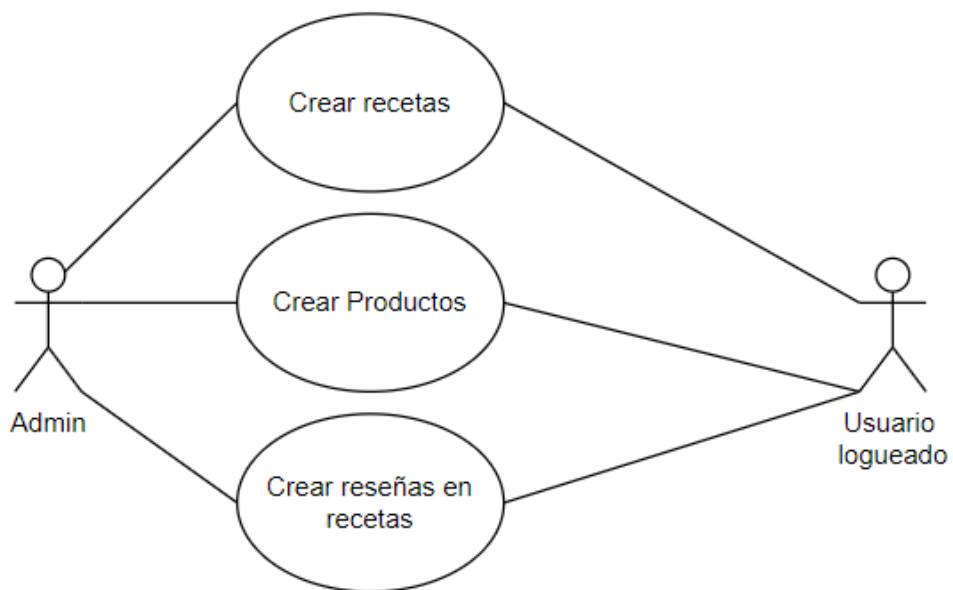 Crear recetas
Crear Productos
Admin
Usuario
logueado
Crear reseñas en
recetas